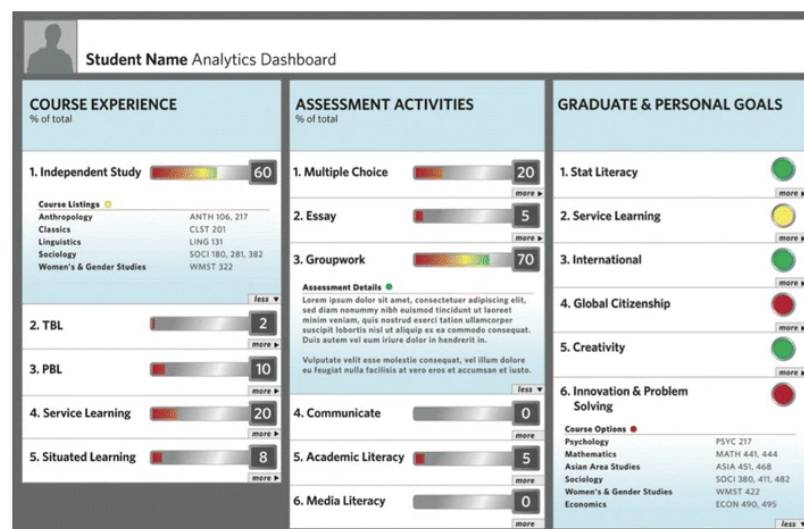 Student Name Analytics Dashboard
COURSE EXPERIENCE
% of total
1. Independent Study 60
Course Listings
Anthropology ANTH 106, 217
Classics CLST 201
Linguistics LING 131
Sociology SOCI 180, 281, 382
Women's & Gender Studies WMST 322
less
2. TBL 2
more
3. PBL 10
more
4. Service Learning 20
more
5. Situated Learning 8
more
ASSESSMENT ACTIVITIES
% of total
1. Multiple Choice 20
more
2. Essay 5
more
3. Groupwork 70
Assessment Details
Lorem ipsum dolor sit amet, consectetuer adipiscing elit,
sed diam nonummy nibh euismod tincidunt ut laoreet
minim veniam, quis nostrud exerci tation ullamcorper
suscipit lobortis nisl ut aliquip ex ea commodo consequat.
Duis autem vel eum iriure dolor in hendrerit in.
Vulputate velit esse molestie consequat, vel illum dolore
eu feugiat nulla facilisis at vero eros et accumsan et iusto.
less
4. Communicate 0
more
5. Academic Literacy 5
more
6. Media Literacy 0
more
GRADUATE & PERSONAL GOALS
1. Stat Literacy
more
2. Service Learning
more
3. International
more
4. Global Citizenship
more
5. Creativity
more
6. Innovation & Problem
Solving
Course Options
Psychology PSYC 217
Mathematics MATH 441, 444
Asian Area Studies ASIA 451, 468
Sociology SOCI 380, 411, 482
Women's & Gender Studies WMST 422
Economics ECON 490, 495
less